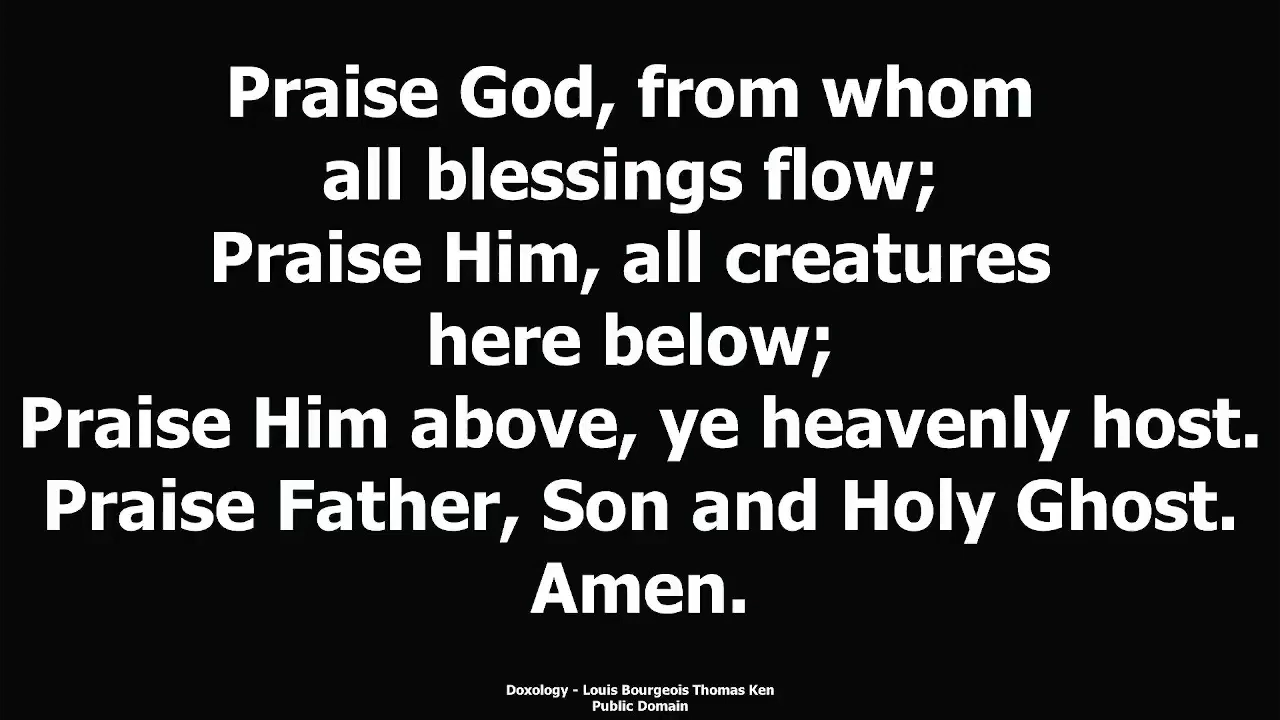 Praise God, from whom
all blessings flow;
Praise Him, all creatures
here below;
Praise Him above, ye heavenly host.
Praise Father, Son and Holy Ghost.
Amen.
Doxology - Louis Bourgeois Thomas Ken
Public Domain